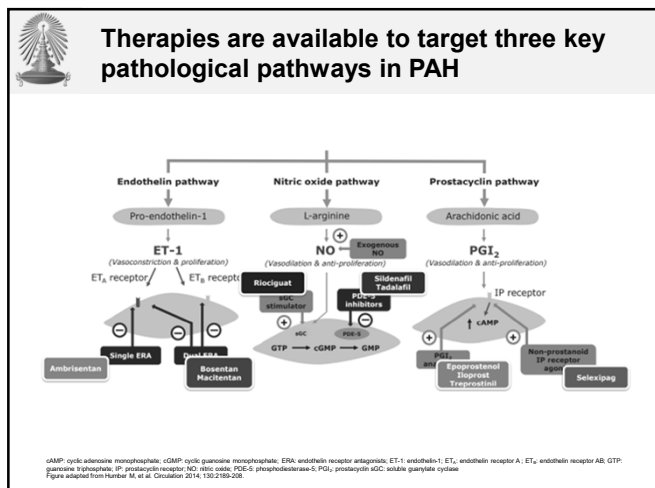 Therapies are available to target three key
pathological pathways in PAH
Endothelin pathway
Nitric oxide pathway
Prostacyclin pathway
Pro-endothelin-1
L-arginine
Arachidonic acid
ET-1
(Vasoconstriction & proliferation)
NO
Exogenous
NO
(Vasodilation & anti-proliferation)
PGI₂
(Vasodilation & anti-proliferation)
ETA receptor
ETB recepto
Riociguat
sGC
stimulator
Sildenafil
Tadalafil
PDE-5
inhibitors
IP receptor
cAMP
sGC
PDE-5
GTP
cGMP
GMP
Single ERA
Dual ERA
Ambrisentan
Bosentan
Macitentan
PGI₂
Epoprostenol
Iloprost
Treprostinil
Non-prostanoid
IP receptor
agon
Selexipag
cAMP: cyclic adenosine monophosphate; cGMP: cyclic guanosine monophosphate; ERA: endothelin receptor antagonists; ET-1: endothelin-1; ETA: endothelin receptor A ; ETB: endothelin receptor AB; GTP:
guanosine triphosphate; IP: prostacyclin receptor; NO: nitric oxide; PDE-5: phosphodiesterase-5; PGI₂: prostacyclin sGC: soluble guanylate cyclase
Figure adapted from Humber M, et al. Circulation 2014; 130:2189-208.